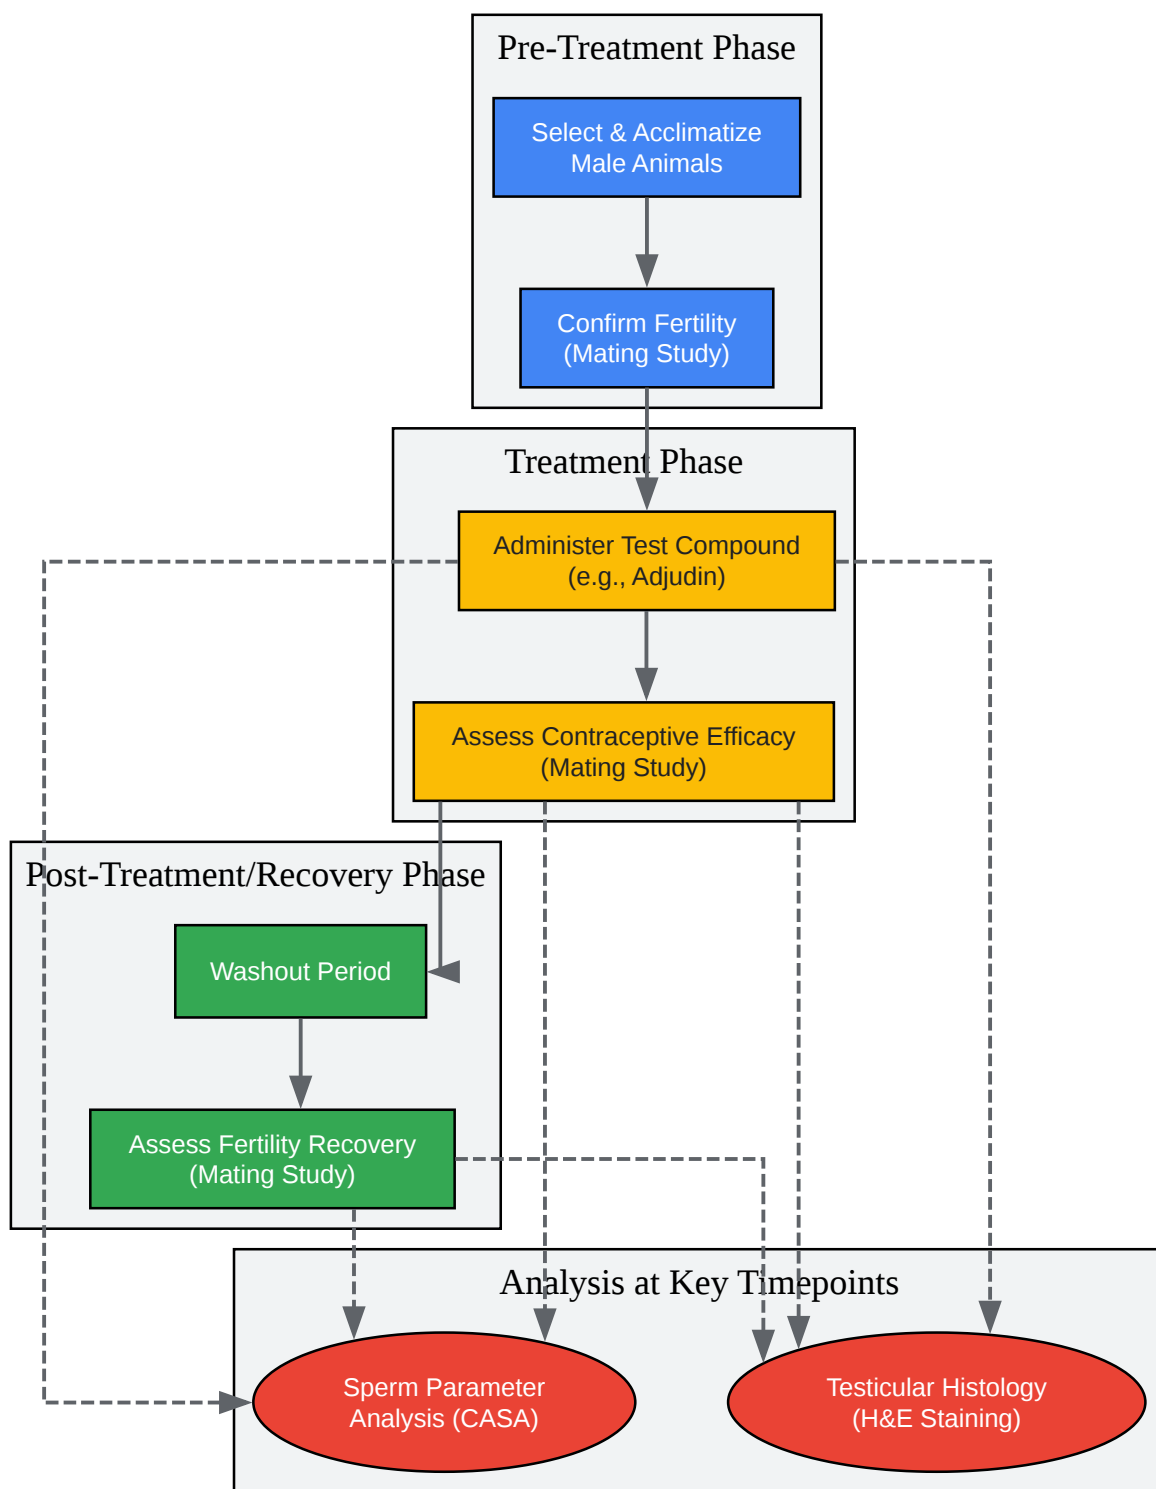 Pre-Treatment Phase
Select & Acclimatize
Male Animals
Confirm Fertility
(Mating Study)
Treatment Phase
Administer Test Compound
(e.g., Adjudin)
Assess Contraceptive Efficacy
(Mating Study)
Post-Treatment/Recovery Phase
Washout Period
Assess Fertility Recovery
(Mating Study)
Analysis at Key Timepoints
Sperm Parameter
Analysis (CASA)
Testicular Histology
(H&E Staining)